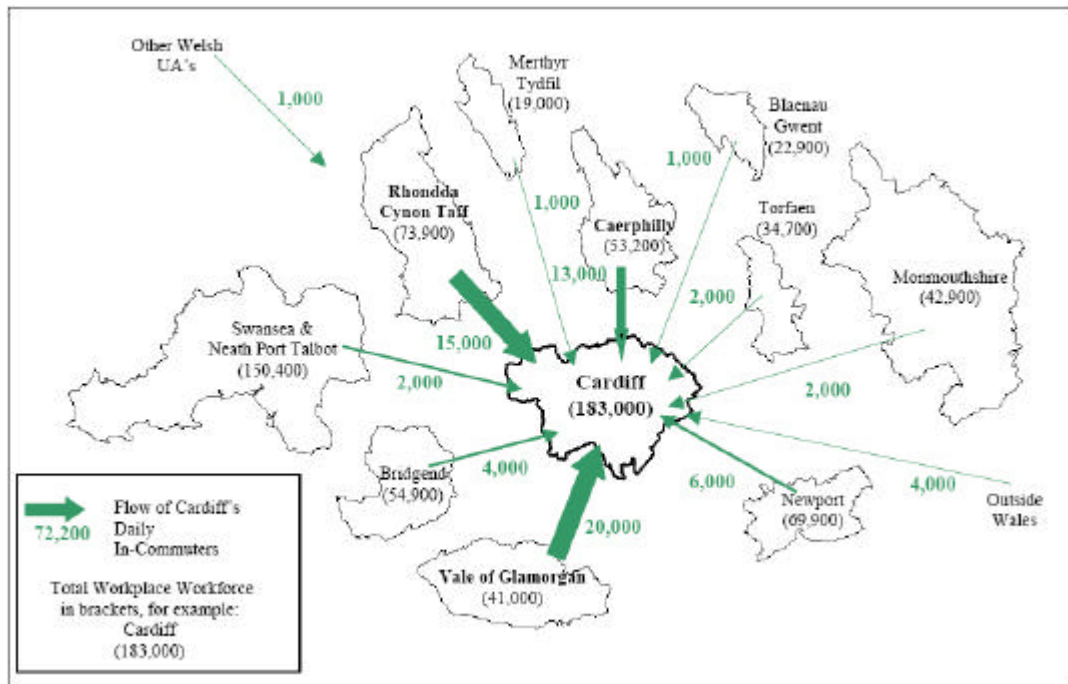 Other Welsh
UA's
1,000
Merthyr
Tydfil
(19,000)
1,000
Blaenau
Gwent
(22,900)
1,000
Rhondda
Cynon Taff
(73,900)
15,000
Caerphilly
(53,200)
13,000
Torfaen
(34,700)
2,000
Monmouthshire
(42,900)
2,000
Swansea &
Neath Port Talbot
(150,400)
2,000
Cardiff
(183,000)
Bridgend
(54,900)
4,000
Vale of Glamorgan
(41,000)
20,000
Newport
(69,900)
6,000
Outside
Wales
4,000
72,200
Flow of Cardiff's
Daily
In-Commuters
Total Workplace Workforce
in brackets, for example:
Cardiff
(183,000)